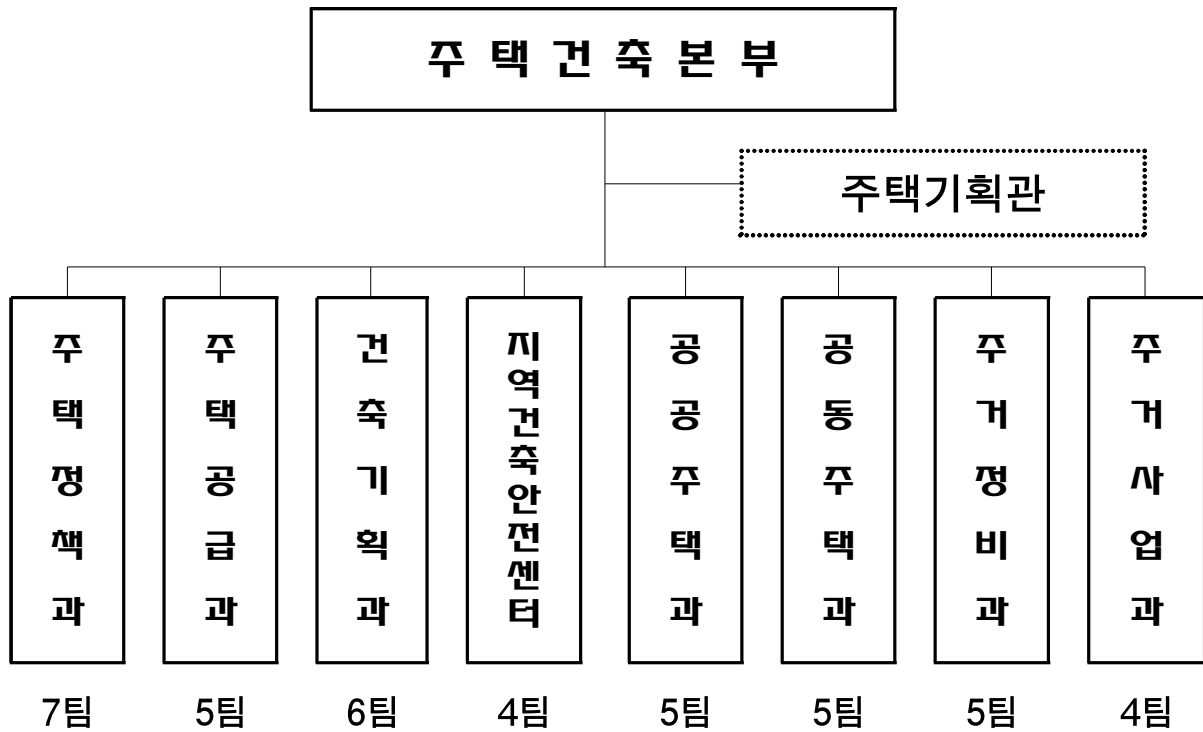 주택건축본부
주택기획관
주택정책과
주택공급과
건축기획과
지역건축안전센터
공공주택과
공동주택과
주거정비과
주거사업과
7팀 5팀 6팀 4팀 5팀 5팀 5팀 4팀